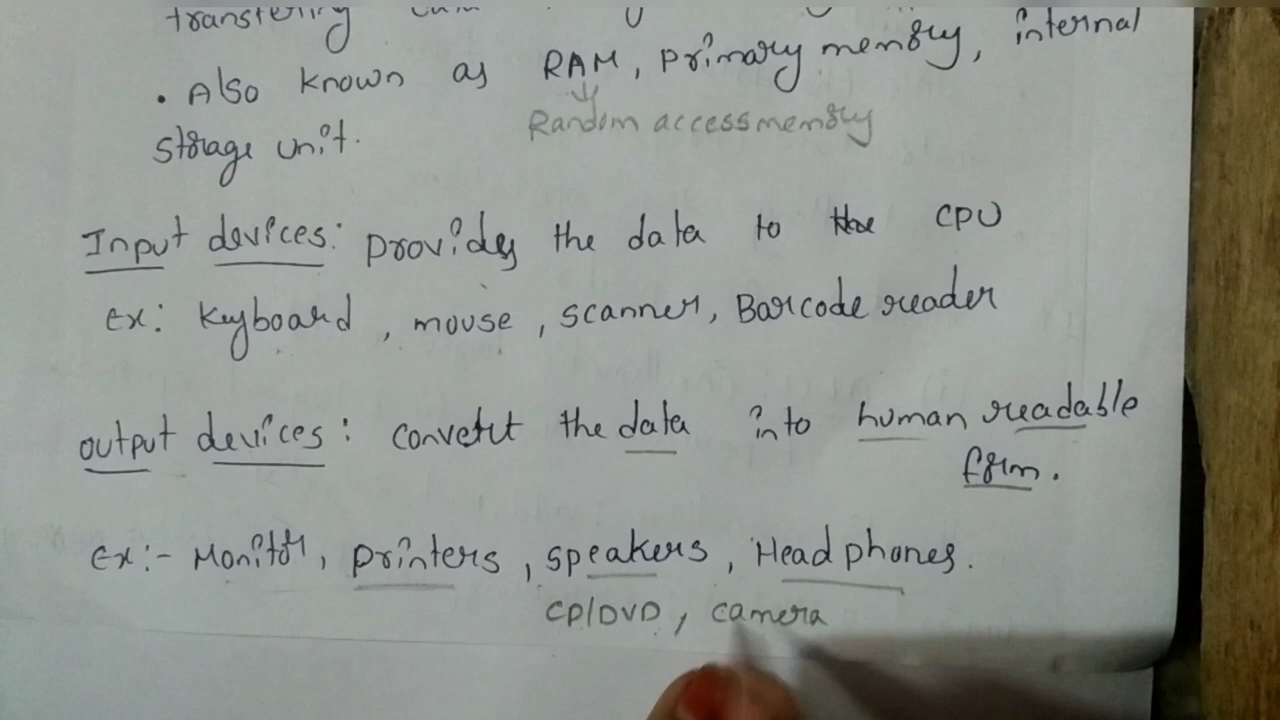 transfering
. Also known as RAM, primary memory, internal
Random access memory
storage unit.
Input devices: provides the data to the CPU
Ex: Keyboard, mouse, scanner, Barcode reader
output devices: convert the data into human readable
form.
Ex:- Monitor, printers, speakers, Headphones.
CD/DVD, camera